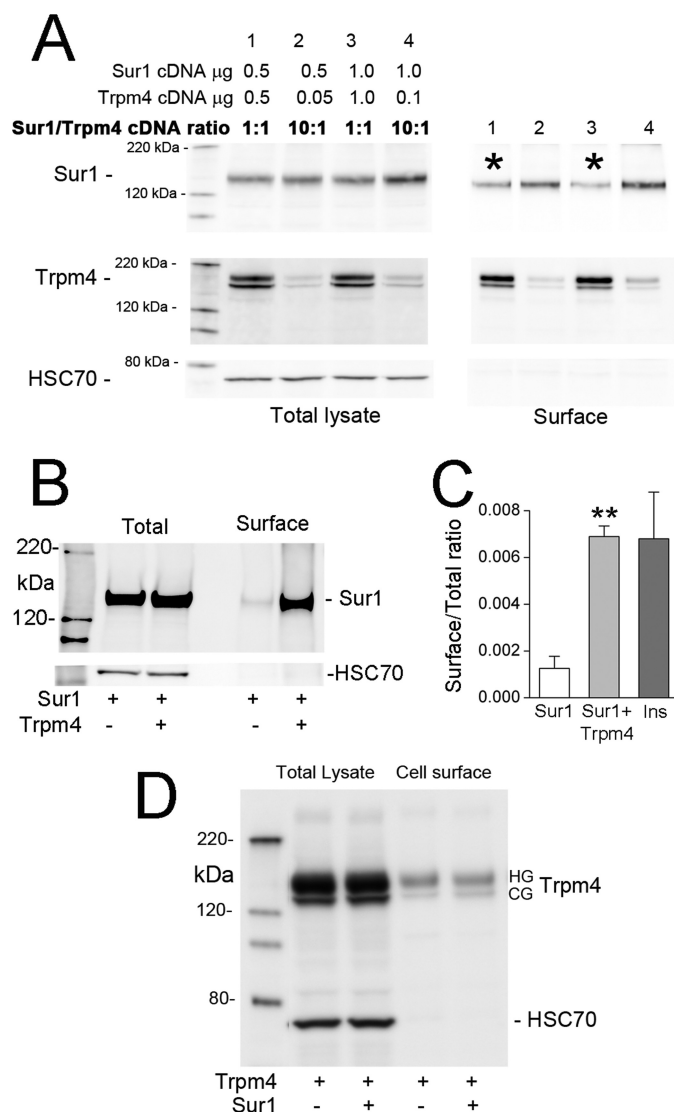 A
1 2 3 4
Sur1 cDNA µg 0.5 0.5 1.0 1.0
Trpm4 cDNA µg 0.5 0.05 1.0 0.1
Sur1/Trpm4 cDNA ratio 1:1 10:1 1:1 10:1 1 2 3 4
220 kDa -
* *
Sur1 -
120 kDa -
220 kDa -
Trpm4 -
120 kDa -
80 kDa -
HSC70 -
Total lysate Surface
B
Total Surface
220-
kDa
- Sur1
120-
-HSC70
Sur1 + + + +
Trpm4 - + - +
C
Surface/Total ratio
0.008
**
0.006
0.004
0.002
0.000
Sur1 Sur1+ Ins
Trpm4
D
Total Lysate Cell surface
220-
kDa
HG
Trpm4
CG
120-
80-
- HSC70
Trpm4 + + + +
Sur1 - + - +